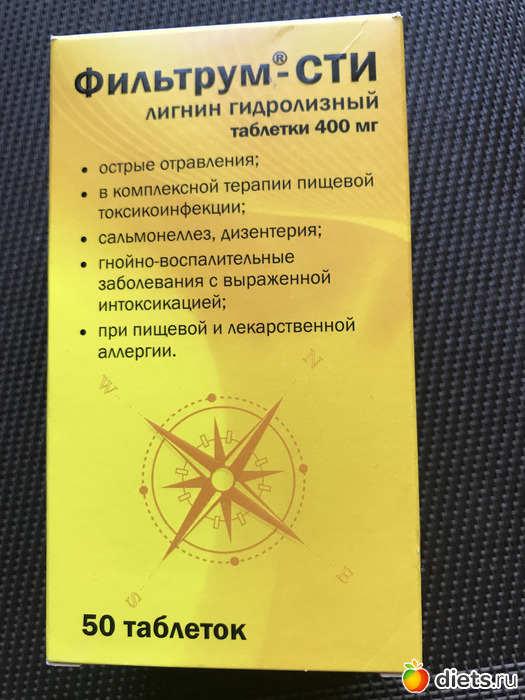 Фильтрум®-СТИ
лигнин гидролизный
таблетки 400 мг
• острые отравления;
• в комплексной терапии пищевой
токсикоинфекции;
• сальмонеллез, дизентерия;
• гнойно-воспалительные
заболевания с выраженной
интоксикацией;
• при пищевой и лекарственной
аллергии.
N
W
E
S
50 таблеток
diets.ru